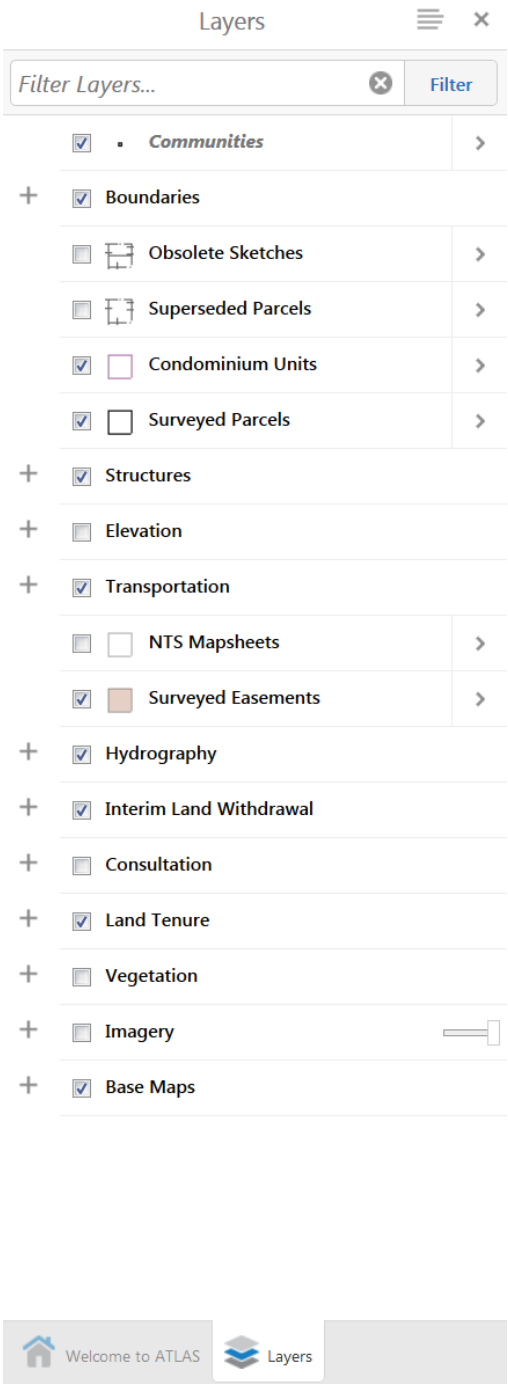 Layers
Filter Layers...
Filter
Communities
Boundaries
Obsolete Sketches
Superseded Parcels
Condominium Units
Surveyed Parcels
Structures
Elevation
Transportation
NTS Mapsheets
Surveyed Easements
Hydrography
Interim Land Withdrawal
Consultation
Land Tenure
Vegetation
Imagery
Base Maps
Welcome to ATLAS
Layers